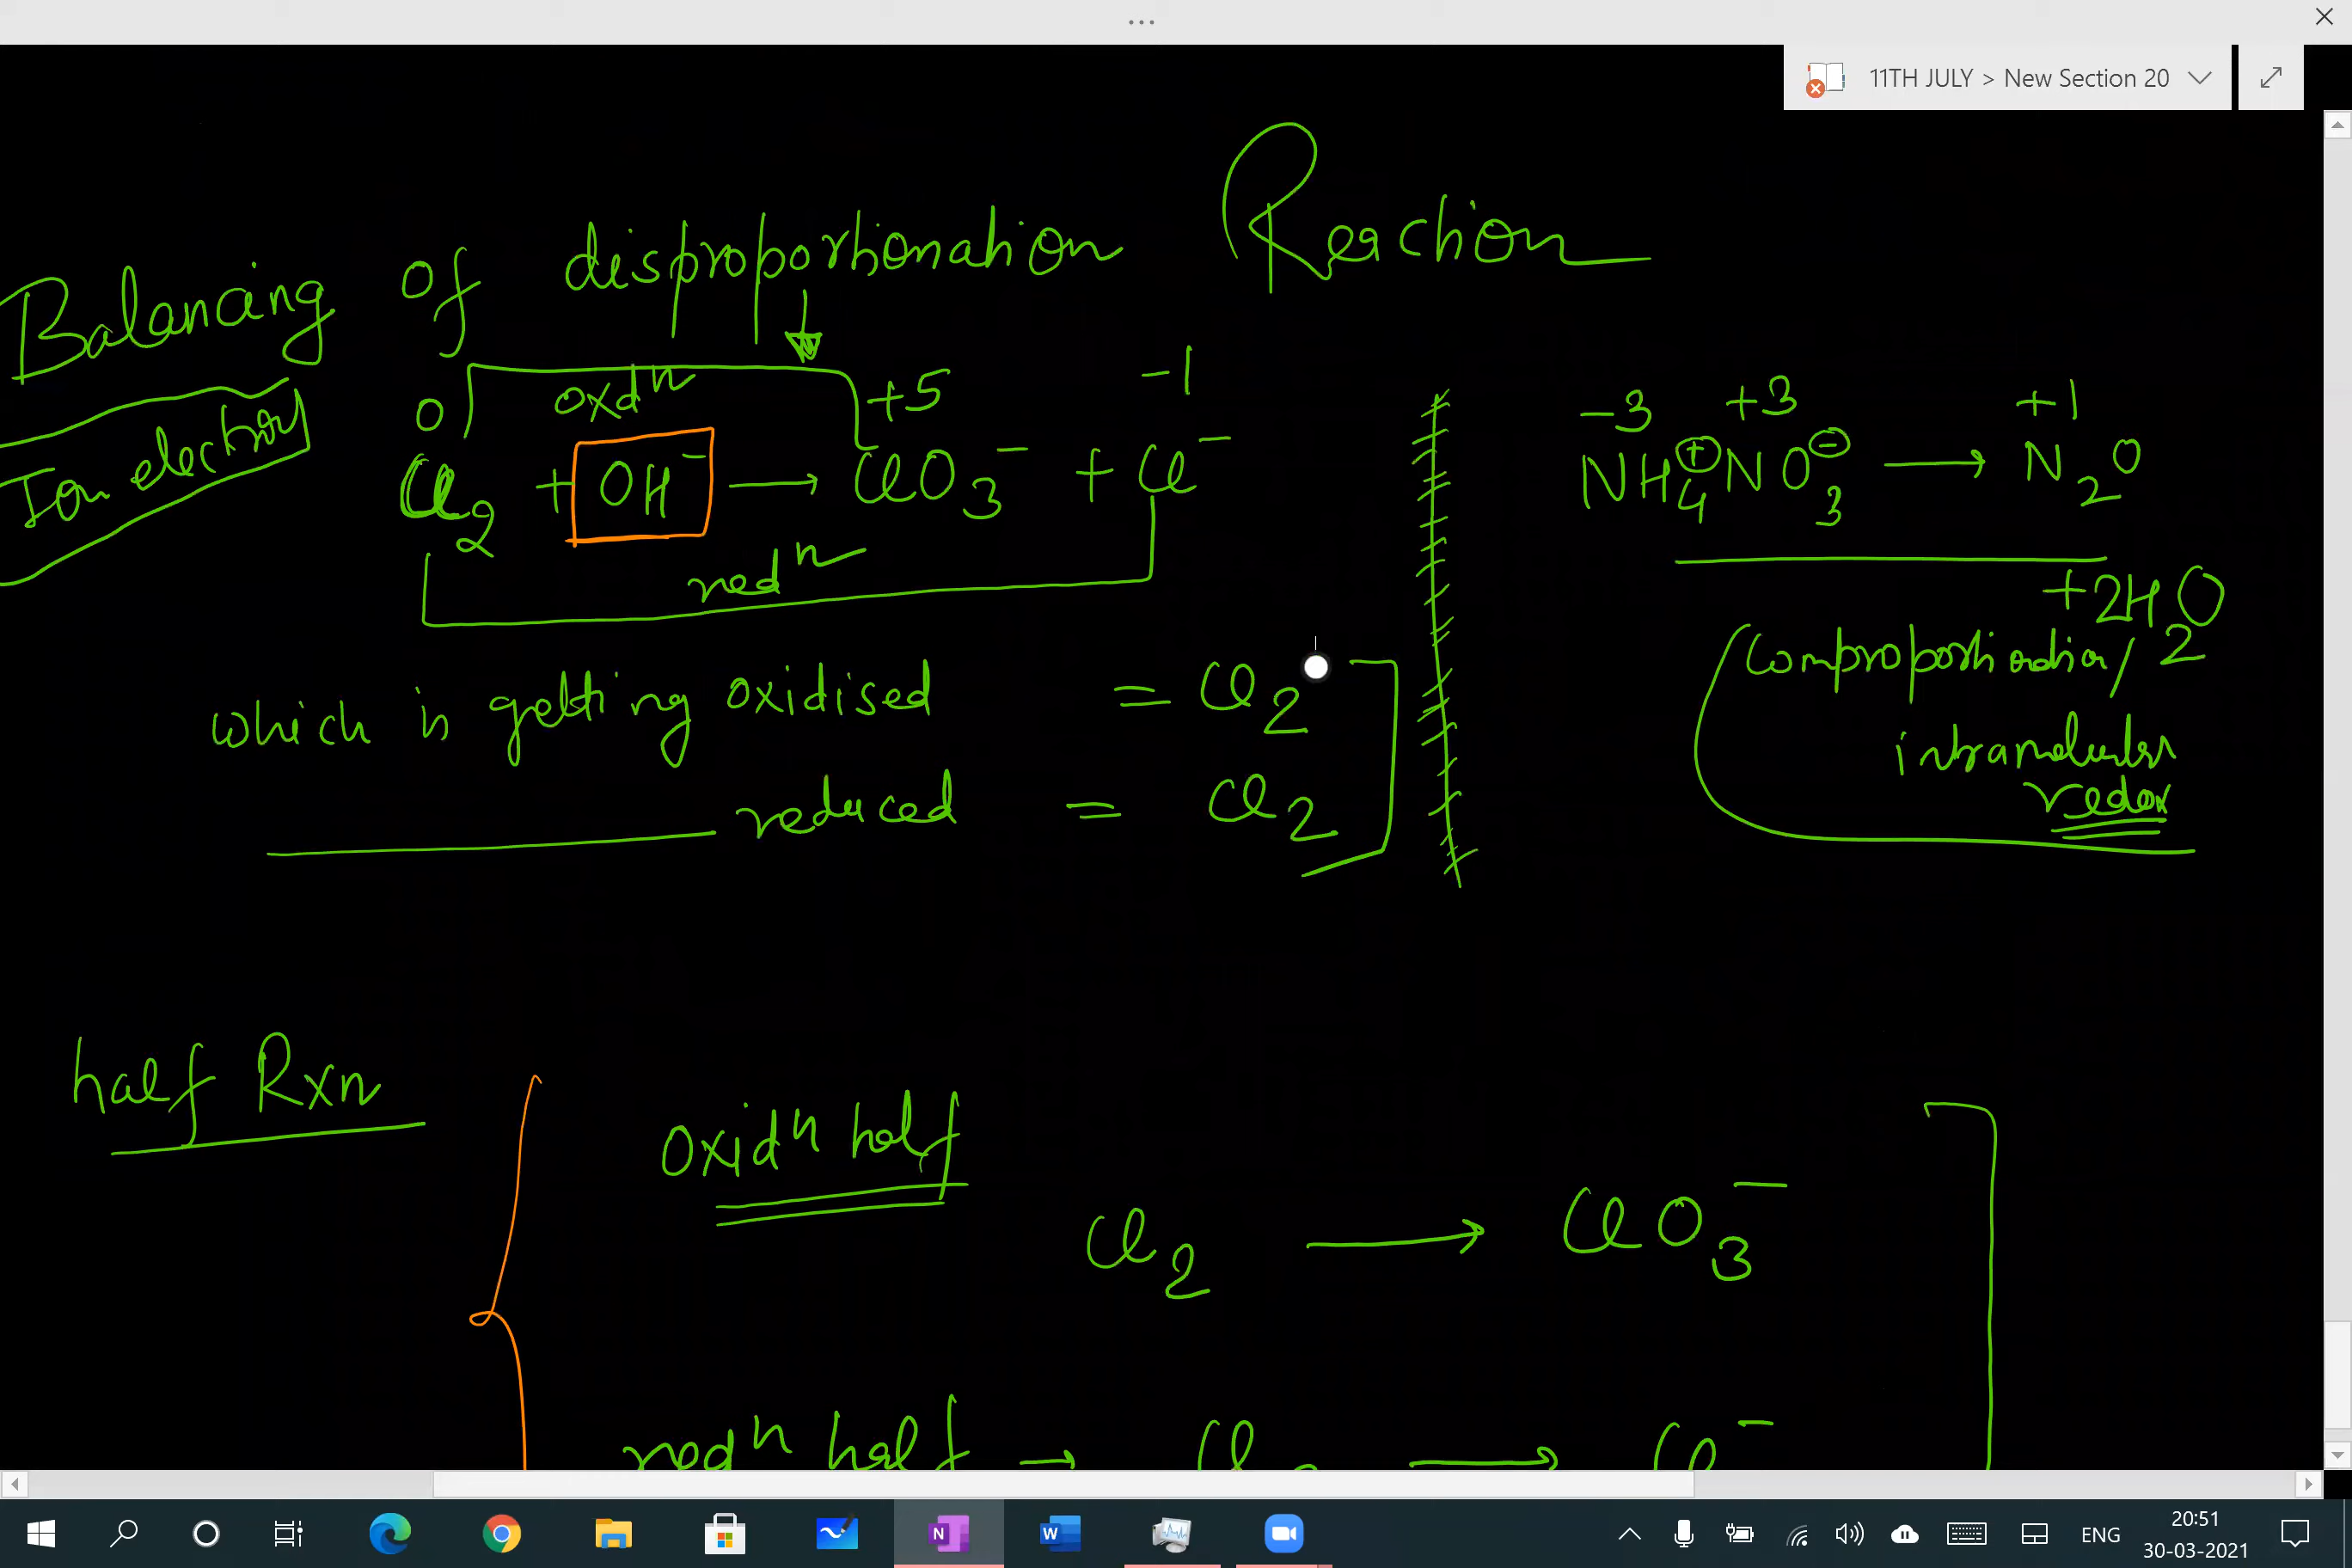 ...
11TH JULY > New Section 20
Balancing of disproportionation Reaction
Ion electron
0 oxdⁿ +5 -1
Cl₂ + OH⁻ → ClO₃⁻ + Cl⁻
redⁿ
which is getting oxidised = Cl₂
reduced = Cl₂
-3 +3 +1
NH₄⊕NO₃⊖ → N₂O
+2H₂O
(comproportionation/
intramolecular
redox
half Rxn
oxidⁿ half
Cl₂ → ClO₃⁻
redⁿ half → Cl₂ → Cl⁻
ENG
20:51
30-03-2021